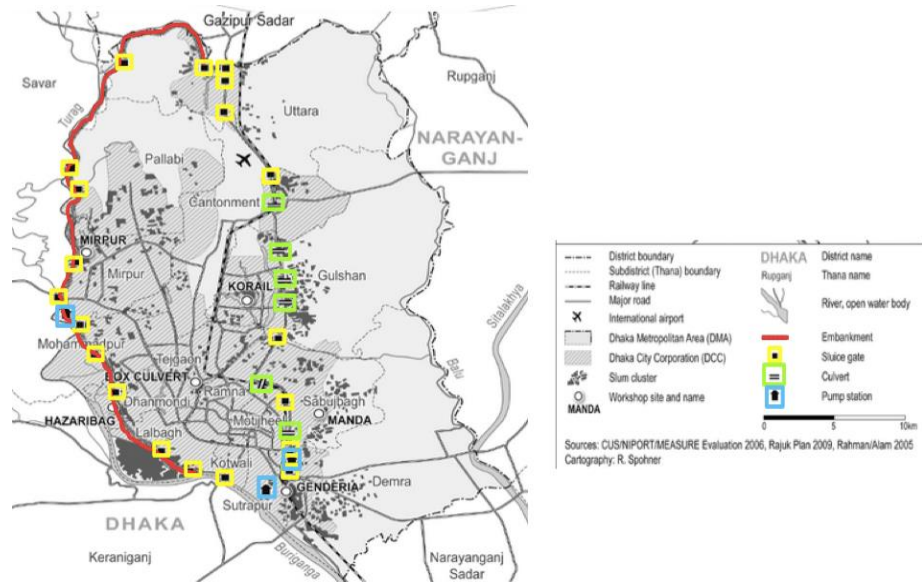 Gazipur Sadar
Savar
Rupganj
Turag
Uttara
NARAYAN-
GANJ
Pallabi
Cantonment
MIRPUR
Mirpur
Gulshan
KORAIL
Sitalakhya
Mohammadpur
Tejgaon
BOX CULVERT
Balu
Ramna
Sabujbagh
Dhanmondi
HAZARIBAG
Motijheel
MANDA
Lalbagh
Kotwali
GENDERIA
Demra
Sutrapur
DHAKA
Buriganga
Keraniganj
Narayanganj
Sadar
District boundary
Subdistrict (Thana) boundary
Railway line
Major road
International airport
Dhaka Metropolitan Area (DMA)
Dhaka City Corporation (DCC)
Slum cluster
MANDA Workshop site and name
DHAKA District name
Rupganj Thana name
River, open water body
Embankment
Sluice gate
Culvert
Pump station
0 5 10km
Sources: CUS/NIPORT/MEASURE Evaluation 2006, Rajuk Plan 2009, Rahman/Alam 2005
Cartography: R. Spohner